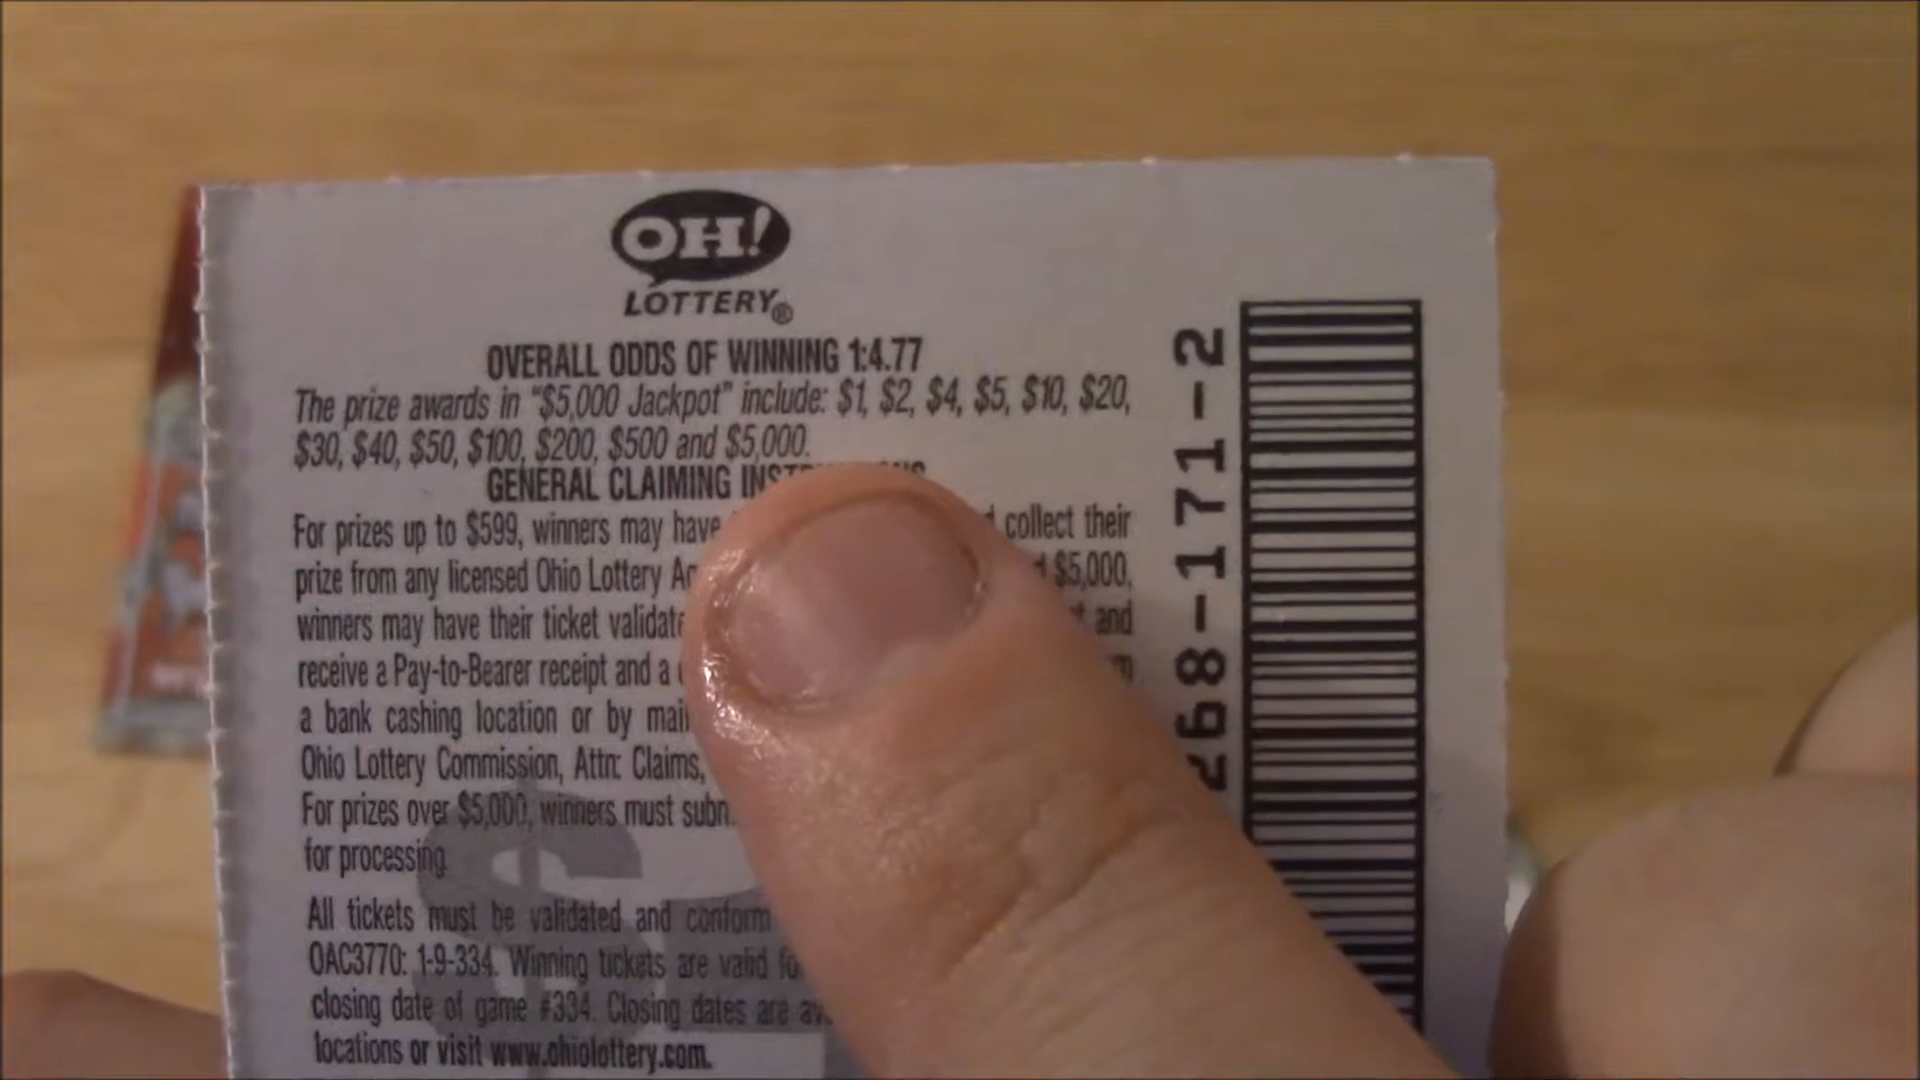 OH!
LOTTERY®
OVERALL ODDS OF WINNING 1:4.77
The prize awards in "$5,000 Jackpot" include: $1, $2, $4, $5, $10, $20,
$30, $40, $50, $100, $200, $500 and $5,000.
GENERAL CLAIMING
For prizes up to $599, winners may have collect their
prize from any licensed Ohio Lottery $5,000,
winners may have their ticket and
receive a Pay-to-Bearer receipt and a
a bank cashing location or by
Ohio Lottery Commission, Attn: Claims,
For prizes over $5,000, winners must
for processing.
All tickets must be validated and conform
OAC3770: 1-9-334. Winning tickets are valid
closing date of game #334. Closing dates are
locations or visit www.ohiolottery.com.
268-171-2